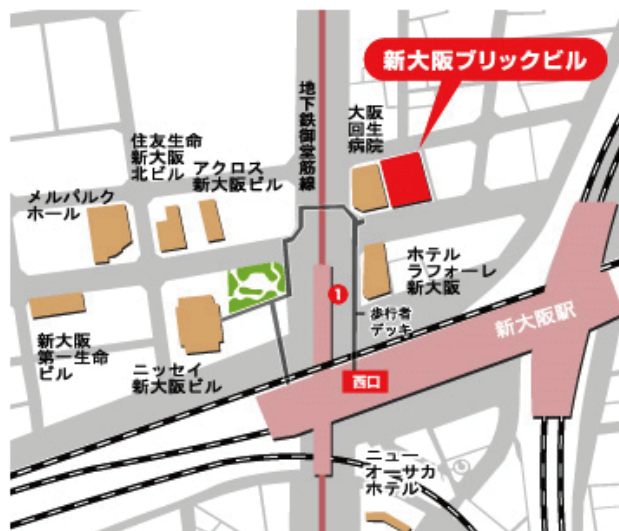 新大阪ブリックビル
地下鉄御堂筋線
大阪
回生
病院
住友生命
新大阪
北ビル
アクロス
新大阪ビル
メルパルク
ホール
ホテル
ラフォーレ
新大阪
1
歩行者
デッキ
新大阪駅
新大阪
第一生命
ビル
ニッセイ
新大阪ビル
西口
ニュー
オーサカ
ホテル